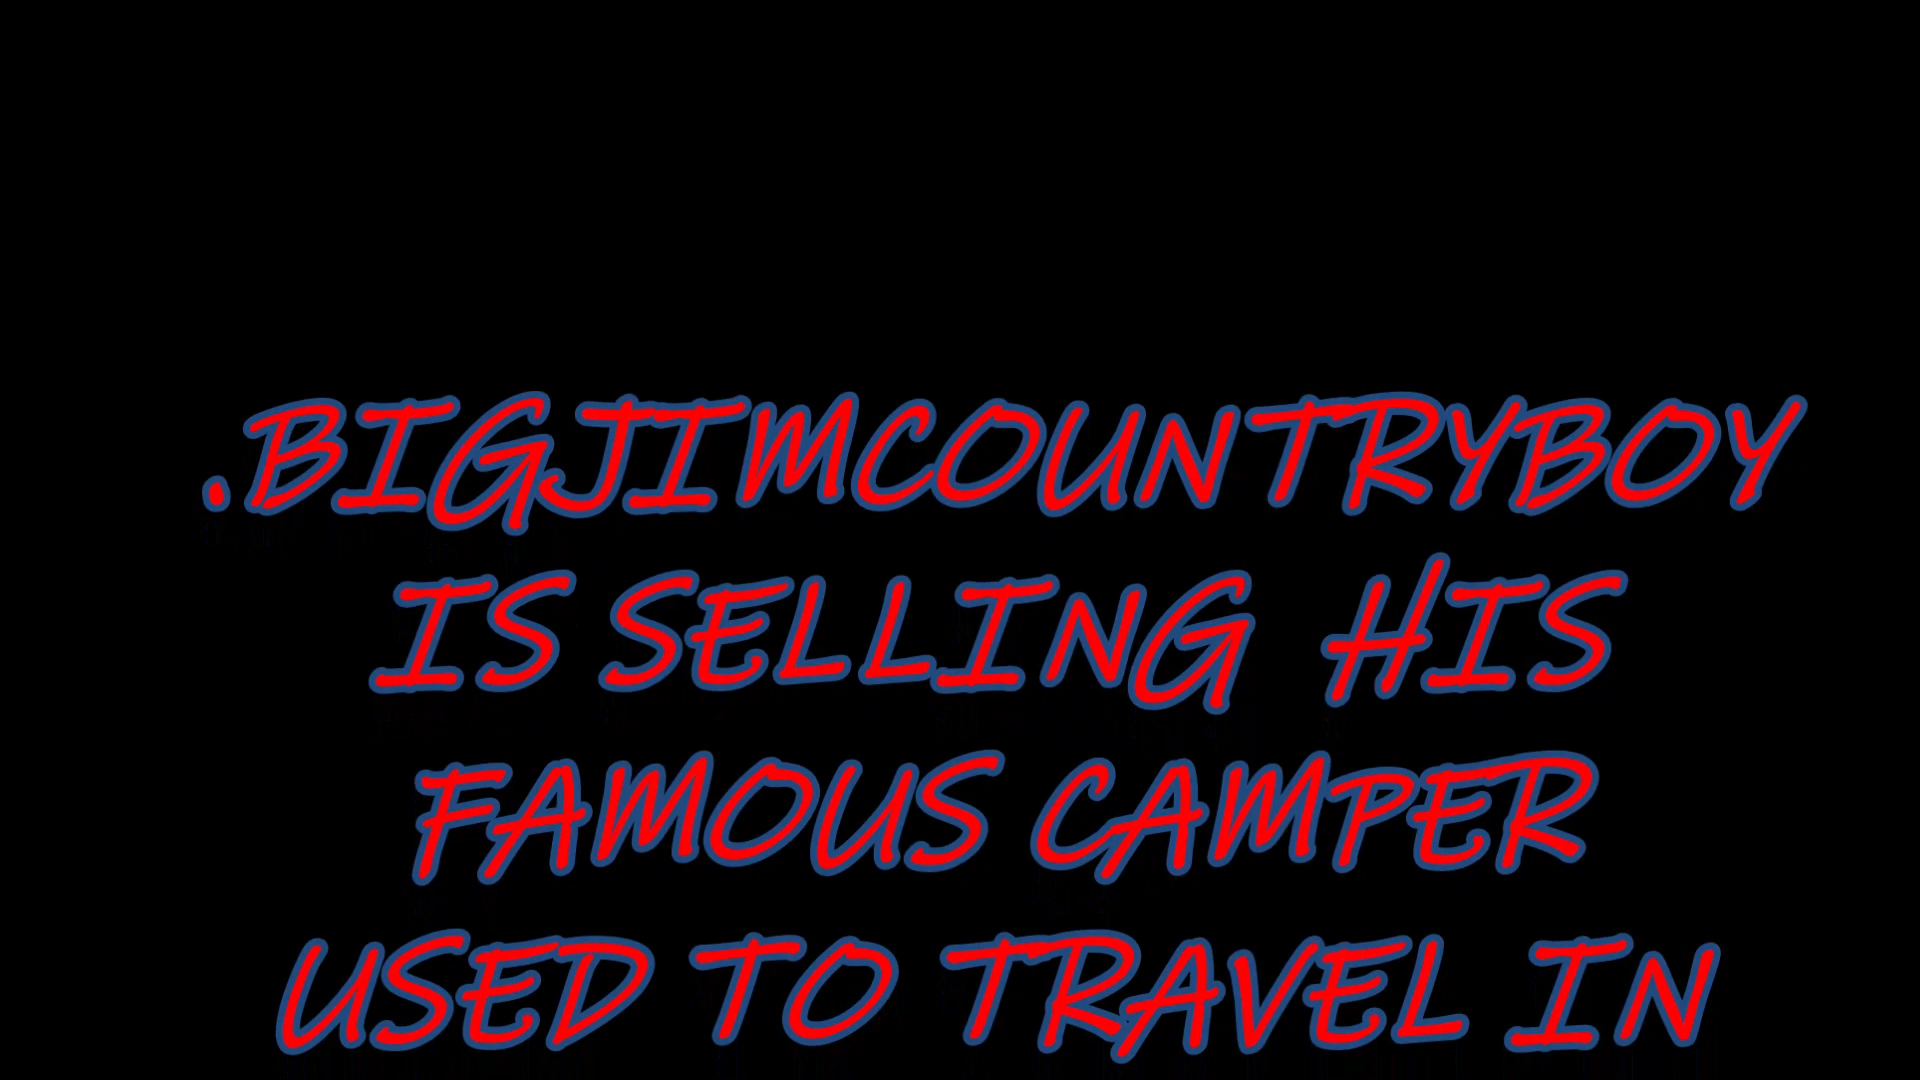 .BIGJIMCOUNTRYBOY
IS SELLING HIS
FAMOUS CAMPER
USED TO TRAVEL IN